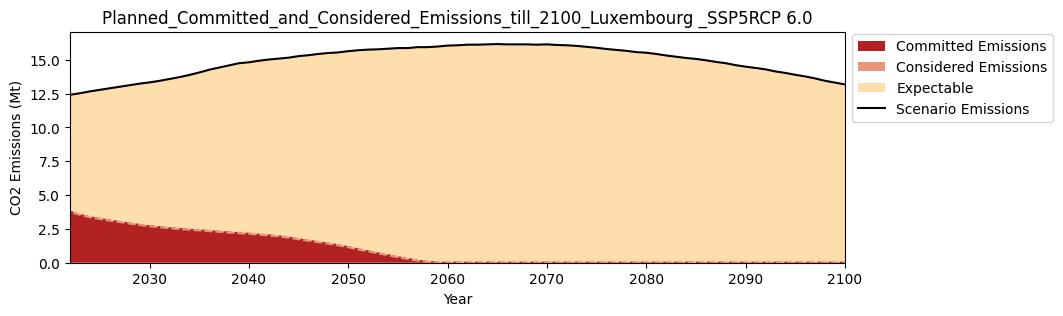 Planned_Committed_and_Considered_Emissions_till_2100_Luxembourg _SSP5RCP 6.0
Committed Emissions
Considered Emissions
Expectable
Scenario Emissions
CO2 Emissions (Mt)
15.0
12.5
10.0
7.5
5.0
2.5
0.0
2030 2040 2050 2060 2070 2080 2090 2100
Year